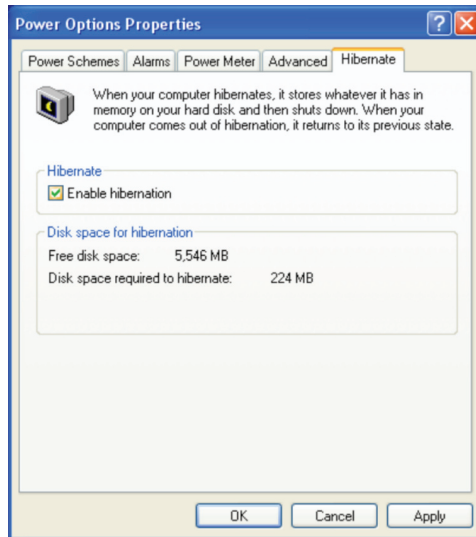 Power Options Properties
Power Schemes Alarms Power Meter Advanced Hibernate
When your computer hibernates, it stores whatever it has in
memory on your hard disk and then shuts down. When your
computer comes out of hibernation, it returns to its previous state.
Hibernate
Enable hibernation
Disk space for hibernation
Free disk space: 5,546 MB
Disk space required to hibernate: 224 MB
OK Cancel Apply